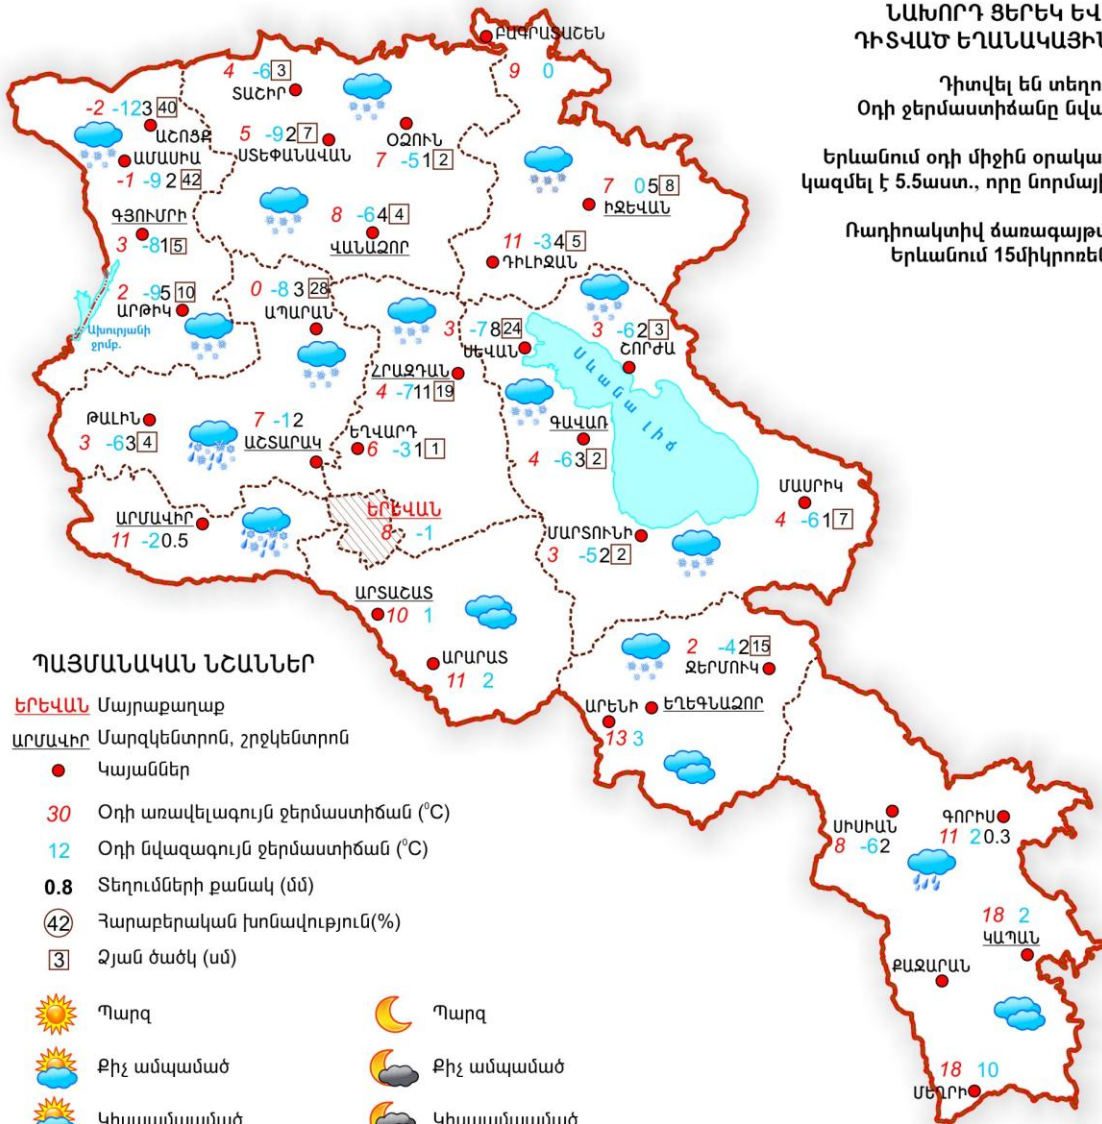 ՆԱԽՈՐԴ ՑԵՐԵԿ ԵՎ
ԴԻՏՎԱԾ ԵՂԱՆԱԿԱՅԻՆ
Դիտվել են տեղու
Օդի ջերմաստիճանը նվա
Երևանում օդի միջին օրակա
կազմել է 5.5աստ., որը նորմայի
Ռադիոակտիվ ճառագայթս
Երևանում 15միկրոռեն
ԲԱԳՐԱՏԱՇԵՆ
9 0
4 -6 3
ՏԱՇԻՐ
-2 -12 3 40
ԱՇՈՑՔ
ԱՄԱՍԻԱ
-1 -9 2 42
5 -9 2 7
ՍՏԵՓԱՆԱՎԱՆ
ՕՁՈՒՆ
7 -5 1 2
7 0 5 8
ԻՋԵՎԱՆ
ԳՅՈՒՄՐԻ
3 -8 1 5
8 -6 4 4
ՎԱՆԱՁՈՐ
11 -3 4 5
ԴԻԼԻՋԱՆ
2 -9 5 10
ԱՐԹԻԿ
Ախուրյանի
ջրմբ.
0 -8 3 28
ԱՊԱՐԱՆ
3 -7 8 24
ՍԵՎԱՆ
3 -6 2 3
ՇՈՐԺԱ
Սևանա լիճ
ՀՐԱԶԴԱՆ
4 -7 11 19
ԹԱԼԻՆ
3 -6 3 4
7 -1 2
ԱՇՏԱՐԱԿ
ԵՂՎԱՐԴ
6 -3 1 1
ԳԱՎԱՌ
4 -6 3 2
ՄԱՍՐԻԿ
4 -6 1 7
ԱՐՄԱՎԻՐ
11 -2 0.5
ԵՐԵՎԱՆ
8 -1
ՄԱՐՏՈՒՆԻ
3 -5 2 2
ԱՐՏԱՇԱՏ
10 1
ԱՐԱՐԱՏ
11 2
2 -4 2 15
ՋԵՐՄՈՒԿ
ԱՐԵՆԻ
13 3
ԵՂԵԳՆԱՁՈՐ
ՍԻՍԻԱՆ
8 -6 2
ԳՈՐԻՍ
11 2 0.3
18 2
ԿԱՊԱՆ
ՔԱՋԱՐԱՆ
18 10
ՄԵՂՐԻ
ՊԱՅՄԱՆԱԿԱՆ ՆՇԱՆՆԵՐ
ԵՐԵՎԱՆ Մայրաքաղաք
ԱՐՄԱՎԻՐ Մարզկենտրոն, շրջկենտրոն
Կայաններ
30 Օդի առավելագույն ջերմաստիճան (⁰C)
12 Օդի նվազագույն ջերմաստիճան (⁰C)
0.8 Տեղումների քանակ (մմ)
42 Հարաբերական խոնավություն(%)
3 Ձյան ծածկ (սմ)
Պարզ Պարզ
Քիչ ամպամած Քիչ ամպամած